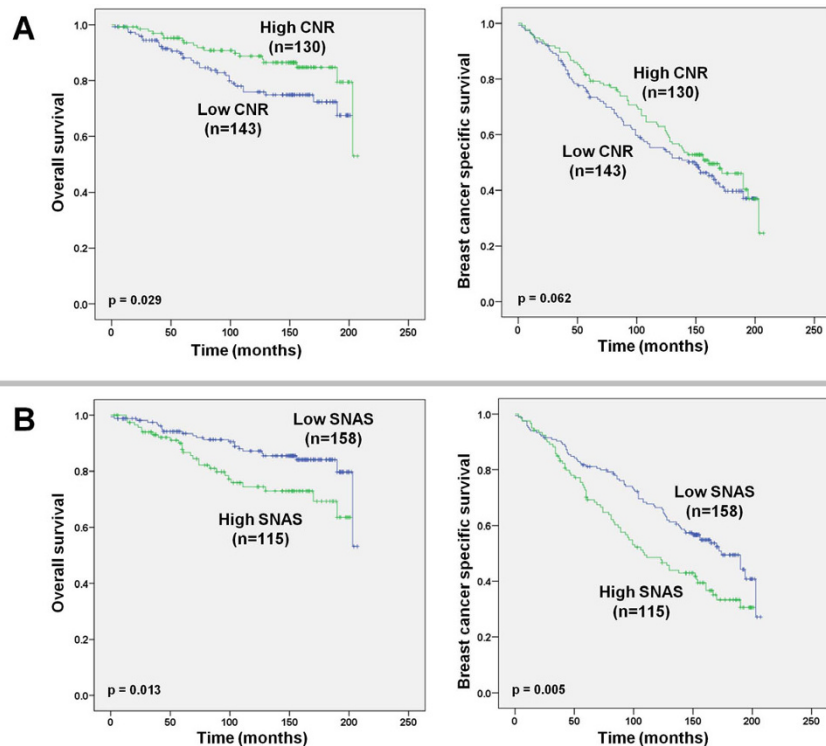 A
Overall survival
1.0
0.8
0.6
0.4
0.2
0.0
High CNR
(n=130)
Low CNR
(n=143)
p = 0.029
0 50 100 150 200 250
Time (months)
Breast cancer specific survival
1.0
0.8
0.6
0.4
0.2
0.0
High CNR
(n=130)
Low CNR
(n=143)
p = 0.062
0 50 100 150 200 250
Time (months)
B
Overall survival
1.0
0.8
0.6
0.4
0.2
0.0
Low SNAS
(n=158)
High SNAS
(n=115)
p = 0.013
0 50 100 150 200 250
Time (months)
Breast cancer specific survival
1.0
0.8
0.6
0.4
0.2
0.0
Low SNAS
(n=158)
High SNAS
(n=115)
p = 0.005
0 50 100 150 200 250
Time (months)